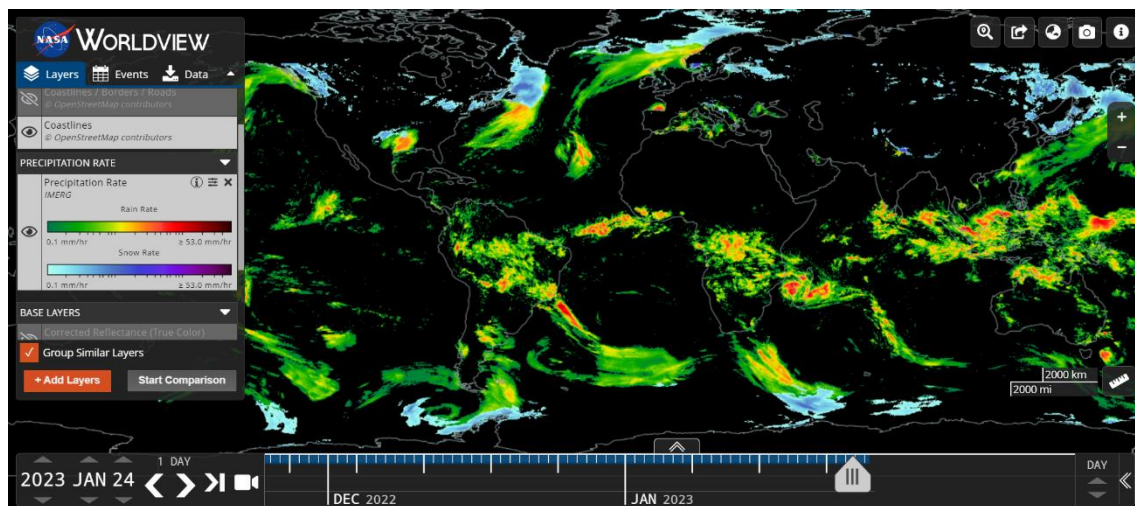 NASA WORLDVIEW
Layers Events Data
Coastlines / Borders / Roads
© OpenStreetMap contributors
Coastlines
© OpenStreetMap contributors
PRECIPITATION RATE
Precipitation Rate
IMERG
Rain Rate
0.1 mm/hr ≥ 53.0 mm/hr
Snow Rate
0.1 mm/hr ≥ 53.0 mm/hr
BASE LAYERS
Corrected Reflectance (True Color)
Group Similar Layers
+ Add Layers Start Comparison
2000 km
2000 mi
1 DAY
2023 JAN 24
DEC 2022 JAN 2023
DAY